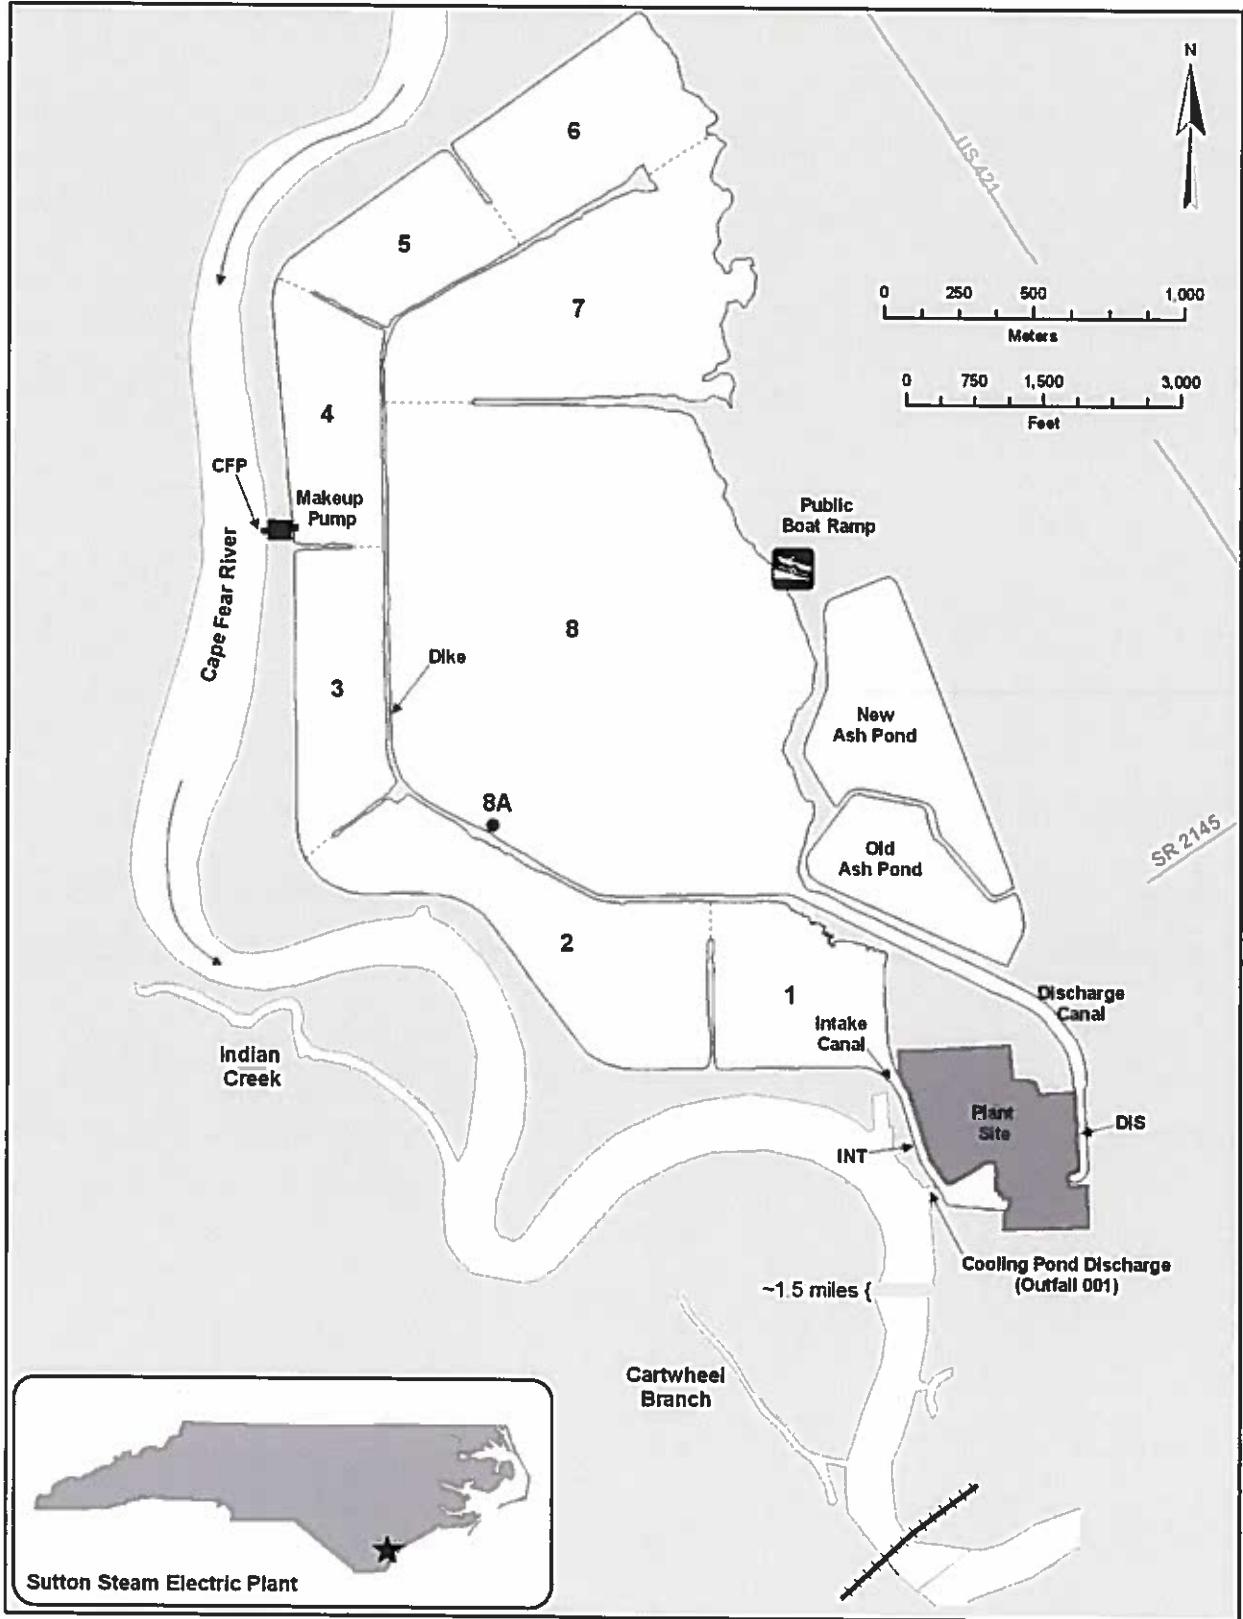 N
6
US 421
5
7
0 250 500 1,000
Meters
0 750 1,500 3,000
Feet
4
CFP
Makeup
Pump
Public
Boat Ramp
Cape Fear River
8
Dike
3
New
Ash Pond
8A
SR 2145
Old
Ash Pond
2
1
Discharge
Canal
Intake
Canal
Indian
Creek
Plant
Site
DIS
INT
Cooling Pond Discharge
(Outfall 001)
~1.5 miles {
Cartwheel
Branch
Sutton Steam Electric Plant